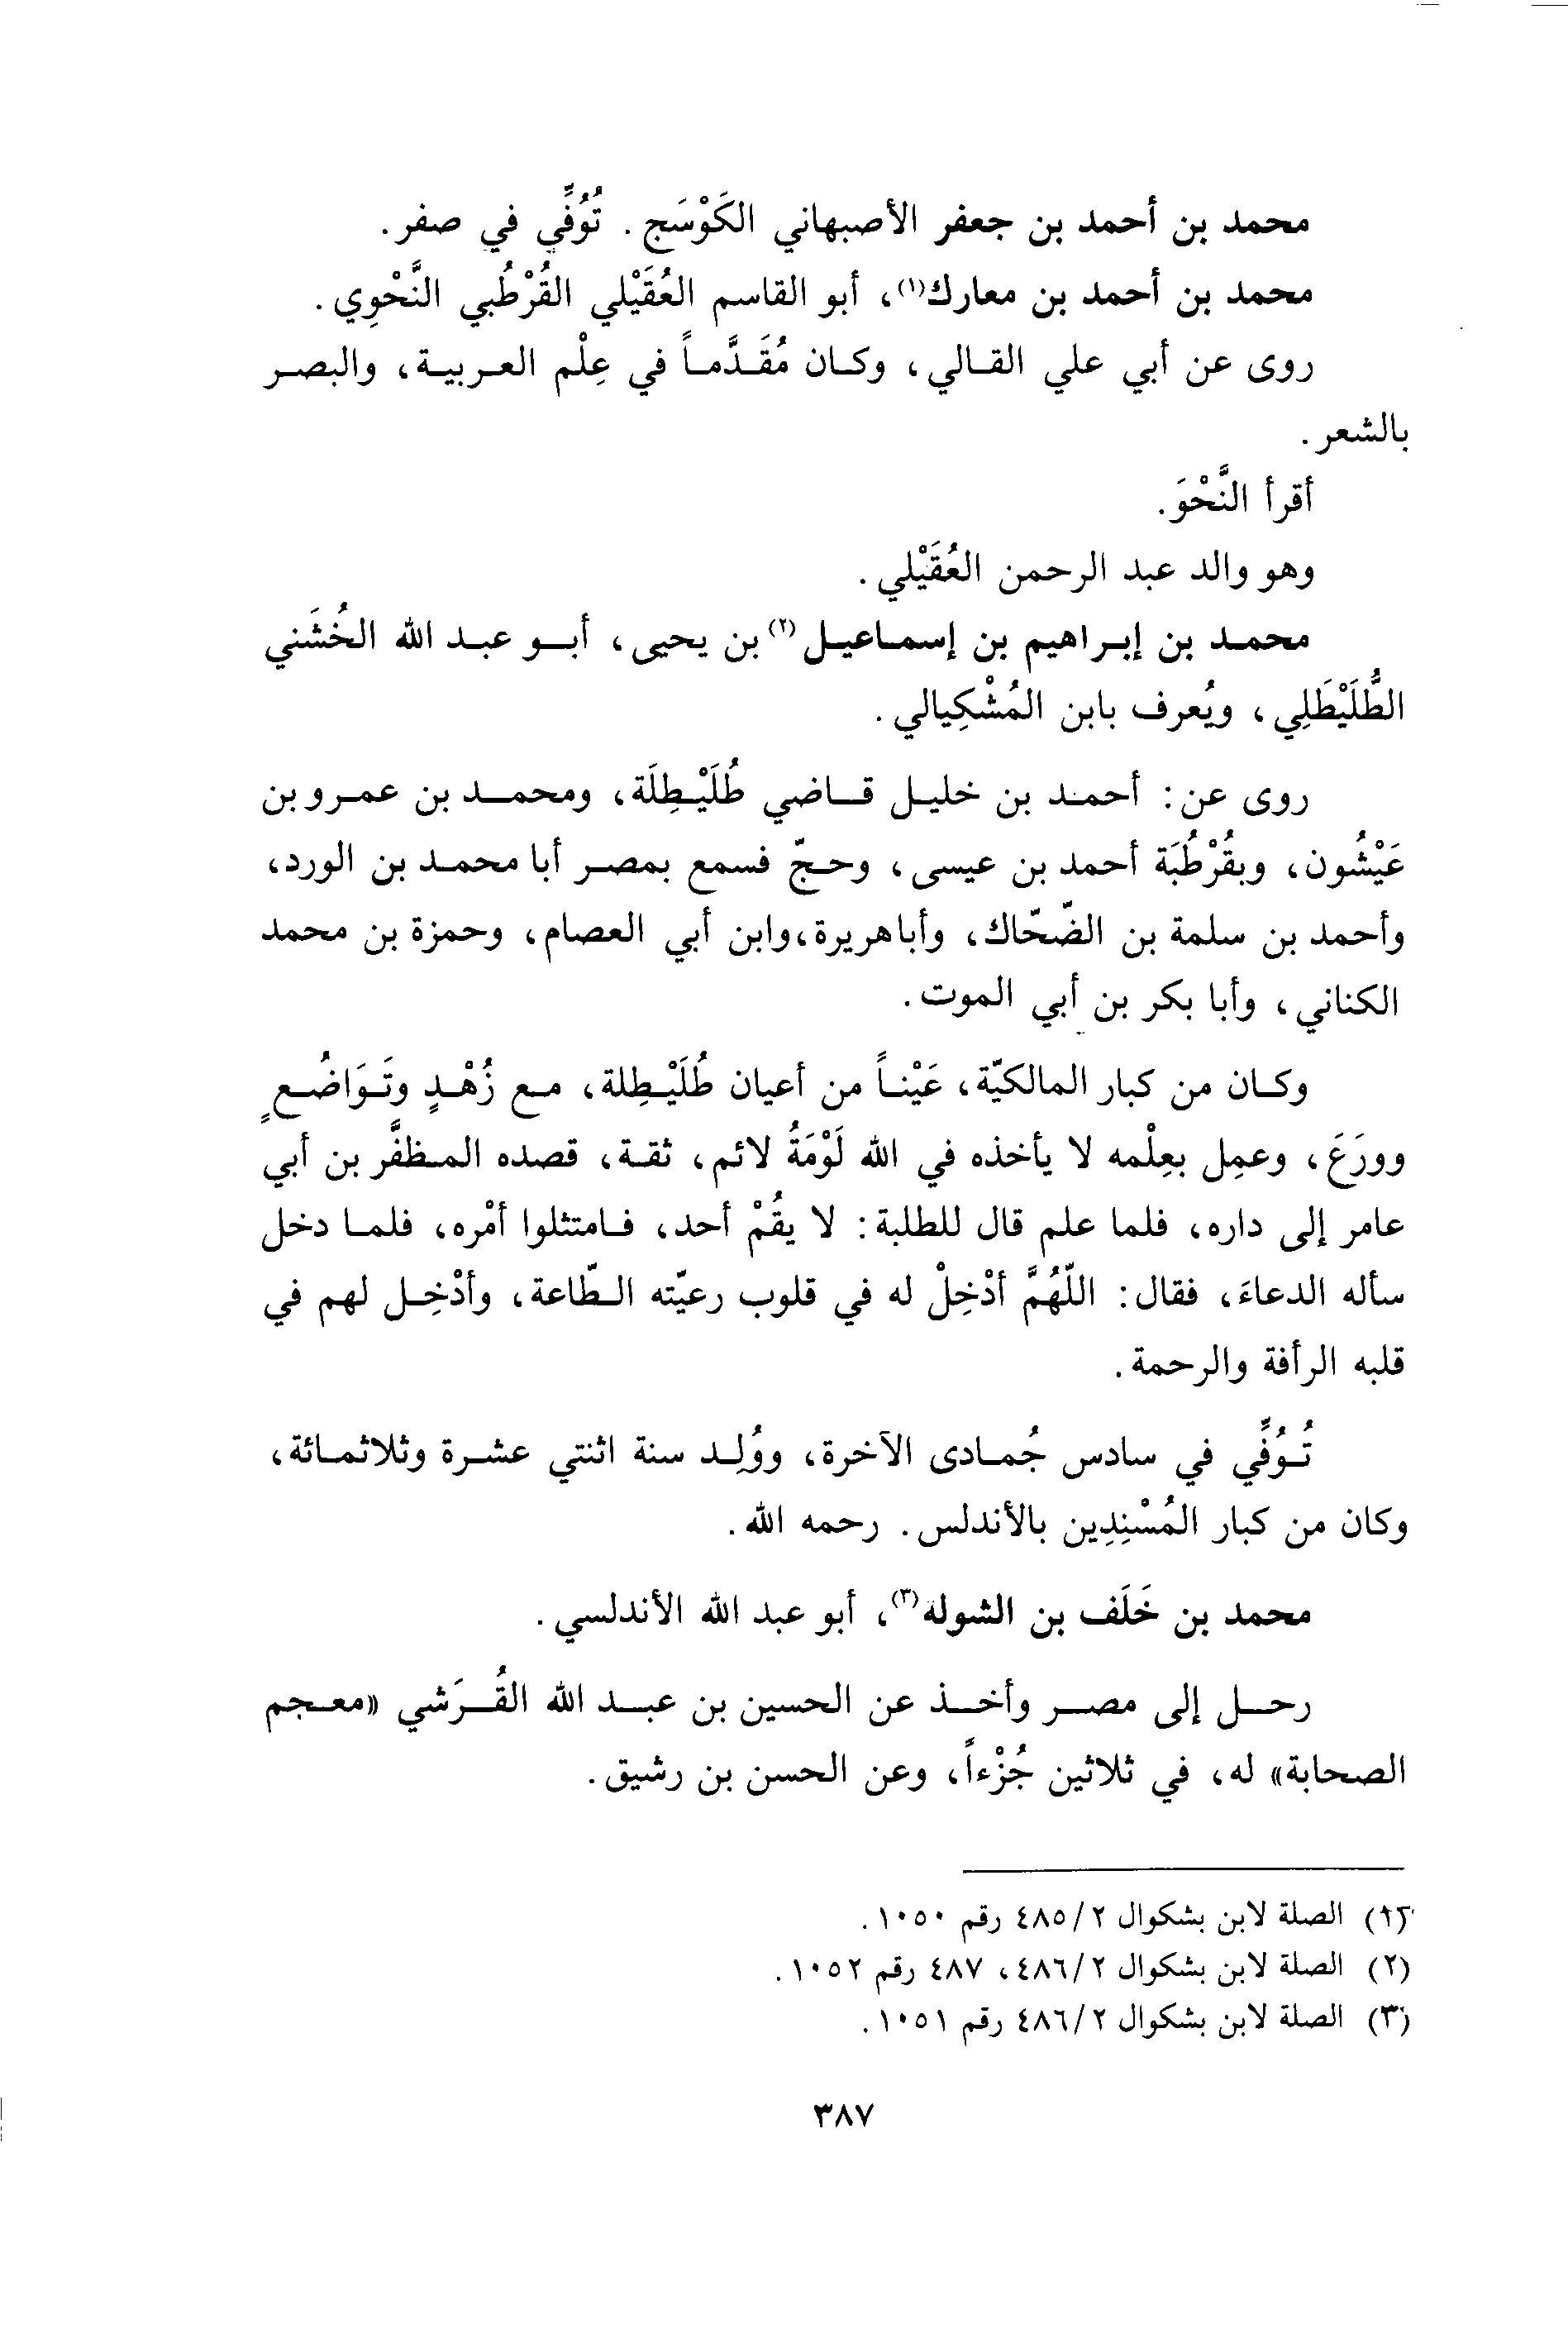 محمد بن أحمد بن جعفر الأصبهاني الكَوْسَج. تُوُفِّي في صفر.
محمد بن أحمد بن معارك(١)، أبو القاسم العُقَيْلي القُرْطُبي النَّحْوِي.
روى عن أبي علي القالي، وكان مُقَدَّماً في عِلْم العربية، والبصر
بالشعر.
أقرأ النَّحْوَ.
وهو والد عبد الرحمن العُقَيْلي.
محمد بن إبراهيم بن إسماعيل(٢) بن يحيى، أبو عبد الله الخُشَني
الطُّلَيْطَلِي، ويُعرف بابن المُشْكِيالي.
روى عن: أحمد بن خليل قاضي طُلَيْطِلَة، ومحمد بن عمرو بن
عَيْشُون، وبقُرْطُبَة أحمد بن عيسى، وحجّ فسمع بمصر أبا محمد بن الورد،
وأحمد بن سلمة بن الضّحّاك، وأباهريرة،وابن أبي العصام، وحمزة بن محمد
الكناني، وأبا بكر بن أبي الموت.
وكان من كبار المالكيّة، عَيْناً من أعيان طُلَيْطِلة، مع زُهْدٍ وتَوَاضُعٍ
وورَعَ، وعمِل بعِلْمه لا يأخذه في الله لَوْمَةُ لائم، ثقة، قصده المظفَّر بن أبي
عامر إلى داره، فلما علم قال للطلبة: لا يقُمْ أحد، فامتثلوا أمْره، فلما دخل
سأله الدعاءَ، فقال: اللّهُمَّ أدْخِلْ له في قلوب رعيّته الطّاعة، وأدْخِل لهم في
قلبه الرأفة والرحمة.
تُوُفِّي في سادس جُمادى الآخرة، ووُلِد سنة اثنتي عشرة وثلاثمائة،
وكان من كبار المُسْنِدِين بالأندلس. رحمه الله.
محمد بن خَلَف بن الشوله(٣)، أبو عبد الله الأندلسي.
رحل إلى مصر وأخذ عن الحسين بن عبد الله القُرَشي «معجم
الصحابة» له، في ثلاثين جُزْءاً، وعن الحسن بن رشيق.
(١) الصلة لابن بشكوال ٢/٤٨٥ رقم ١٠٥٠.
(٢) الصلة لابن بشكوال ٢/٤٨٦، ٤٨٧ رقم ١٠٥٢.
(٣) الصلة لابن بشكوال ٢/٤٨٦ رقم ١٠٥١.
٣٨٧